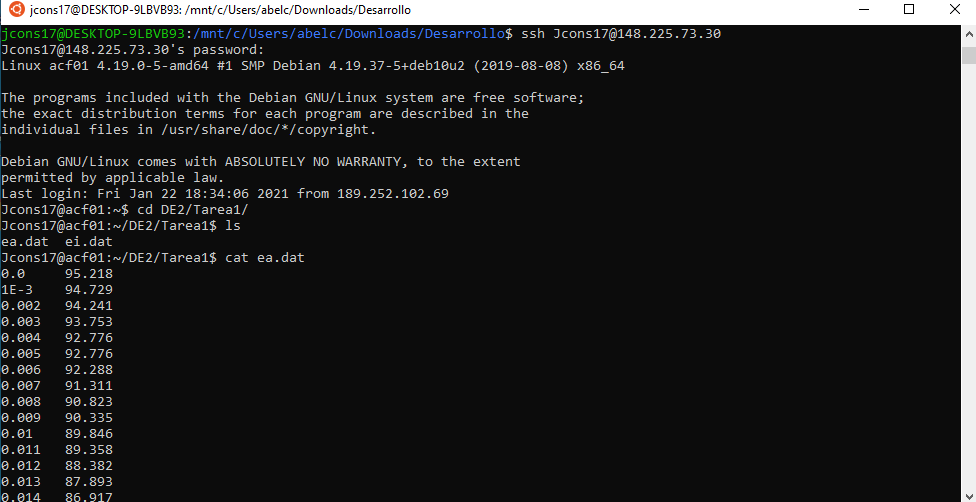 jcons17@DESKTOP-9LBVB93: /mnt/c/Users/abelc/Downloads/Desarrollo
jcons17@DESKTOP-9LBVB93:/mnt/c/Users/abelc/Downloads/Desarrollo$ ssh Jcons17@148.225.73.30
Jcons17@148.225.73.30's password:
Linux acf01 4.19.0-5-amd64 #1 SMP Debian 4.19.37-5+deb10u2 (2019-08-08) x86_64
The programs included with the Debian GNU/Linux system are free software;
the exact distribution terms for each program are described in the
individual files in /usr/share/doc/*/copyright.
Debian GNU/Linux comes with ABSOLUTELY NO WARRANTY, to the extent
permitted by applicable law.
Last login: Fri Jan 22 18:34:06 2021 from 189.252.102.69
Jcons17@acf01:~$ cd DE2/Tarea1/
Jcons17@acf01:~/DE2/Tarea1$ ls
ea.dat  ei.dat
Jcons17@acf01:~/DE2/Tarea1$ cat ea.dat
0.0     95.218
1E-3    94.729
0.002   94.241
0.003   93.753
0.004   92.776
0.005   92.776
0.006   92.288
0.007   91.311
0.008   90.823
0.009   90.335
0.01    89.846
0.011   89.358
0.012   88.382
0.013   87.893
0.014   86.917